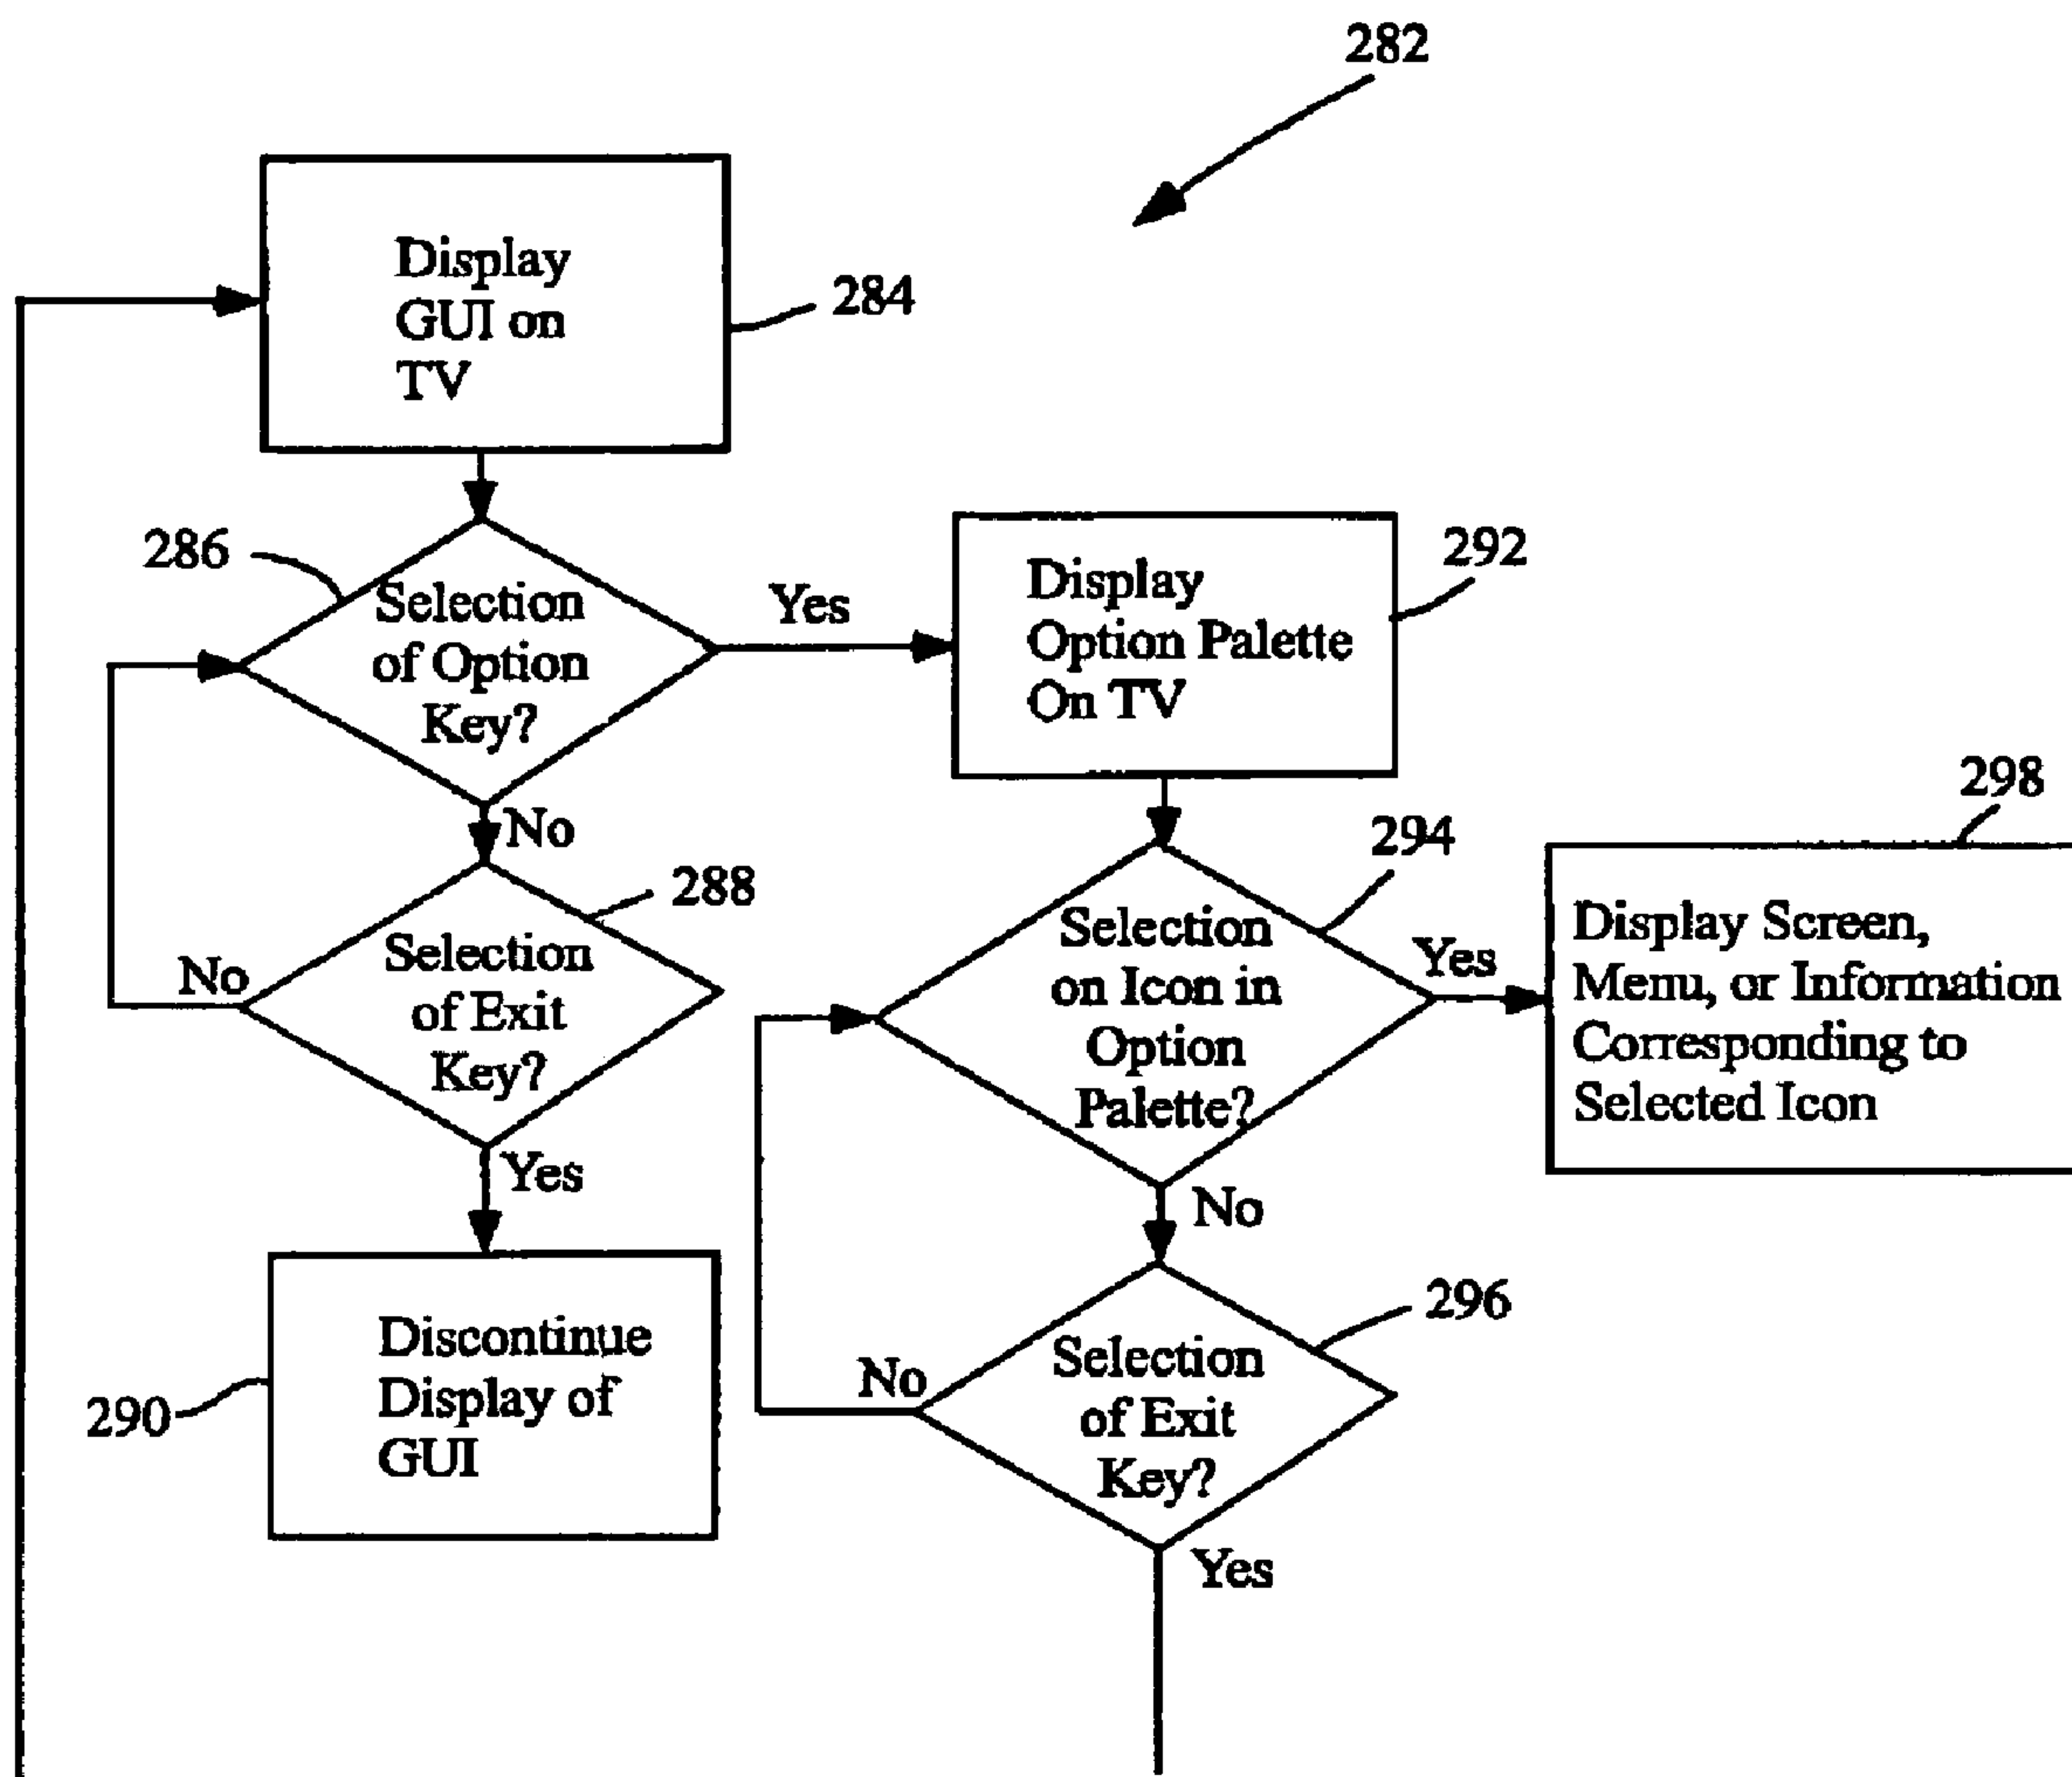 282
Display
GUI on
TV
284
286
Selection
of Option
Key?
Yes
No
Display
Option Palette
On TV
292
288
Selection
of Exit
Key?
No
Yes
294
Selection
on Icon in
Option
Palette?
Yes
No
298
Display Screen,
Menu, or Information
Corresponding to
Selected Icon
290
Discontinue
Display of
GUI
296
Selection
of Exit
Key?
No
Yes